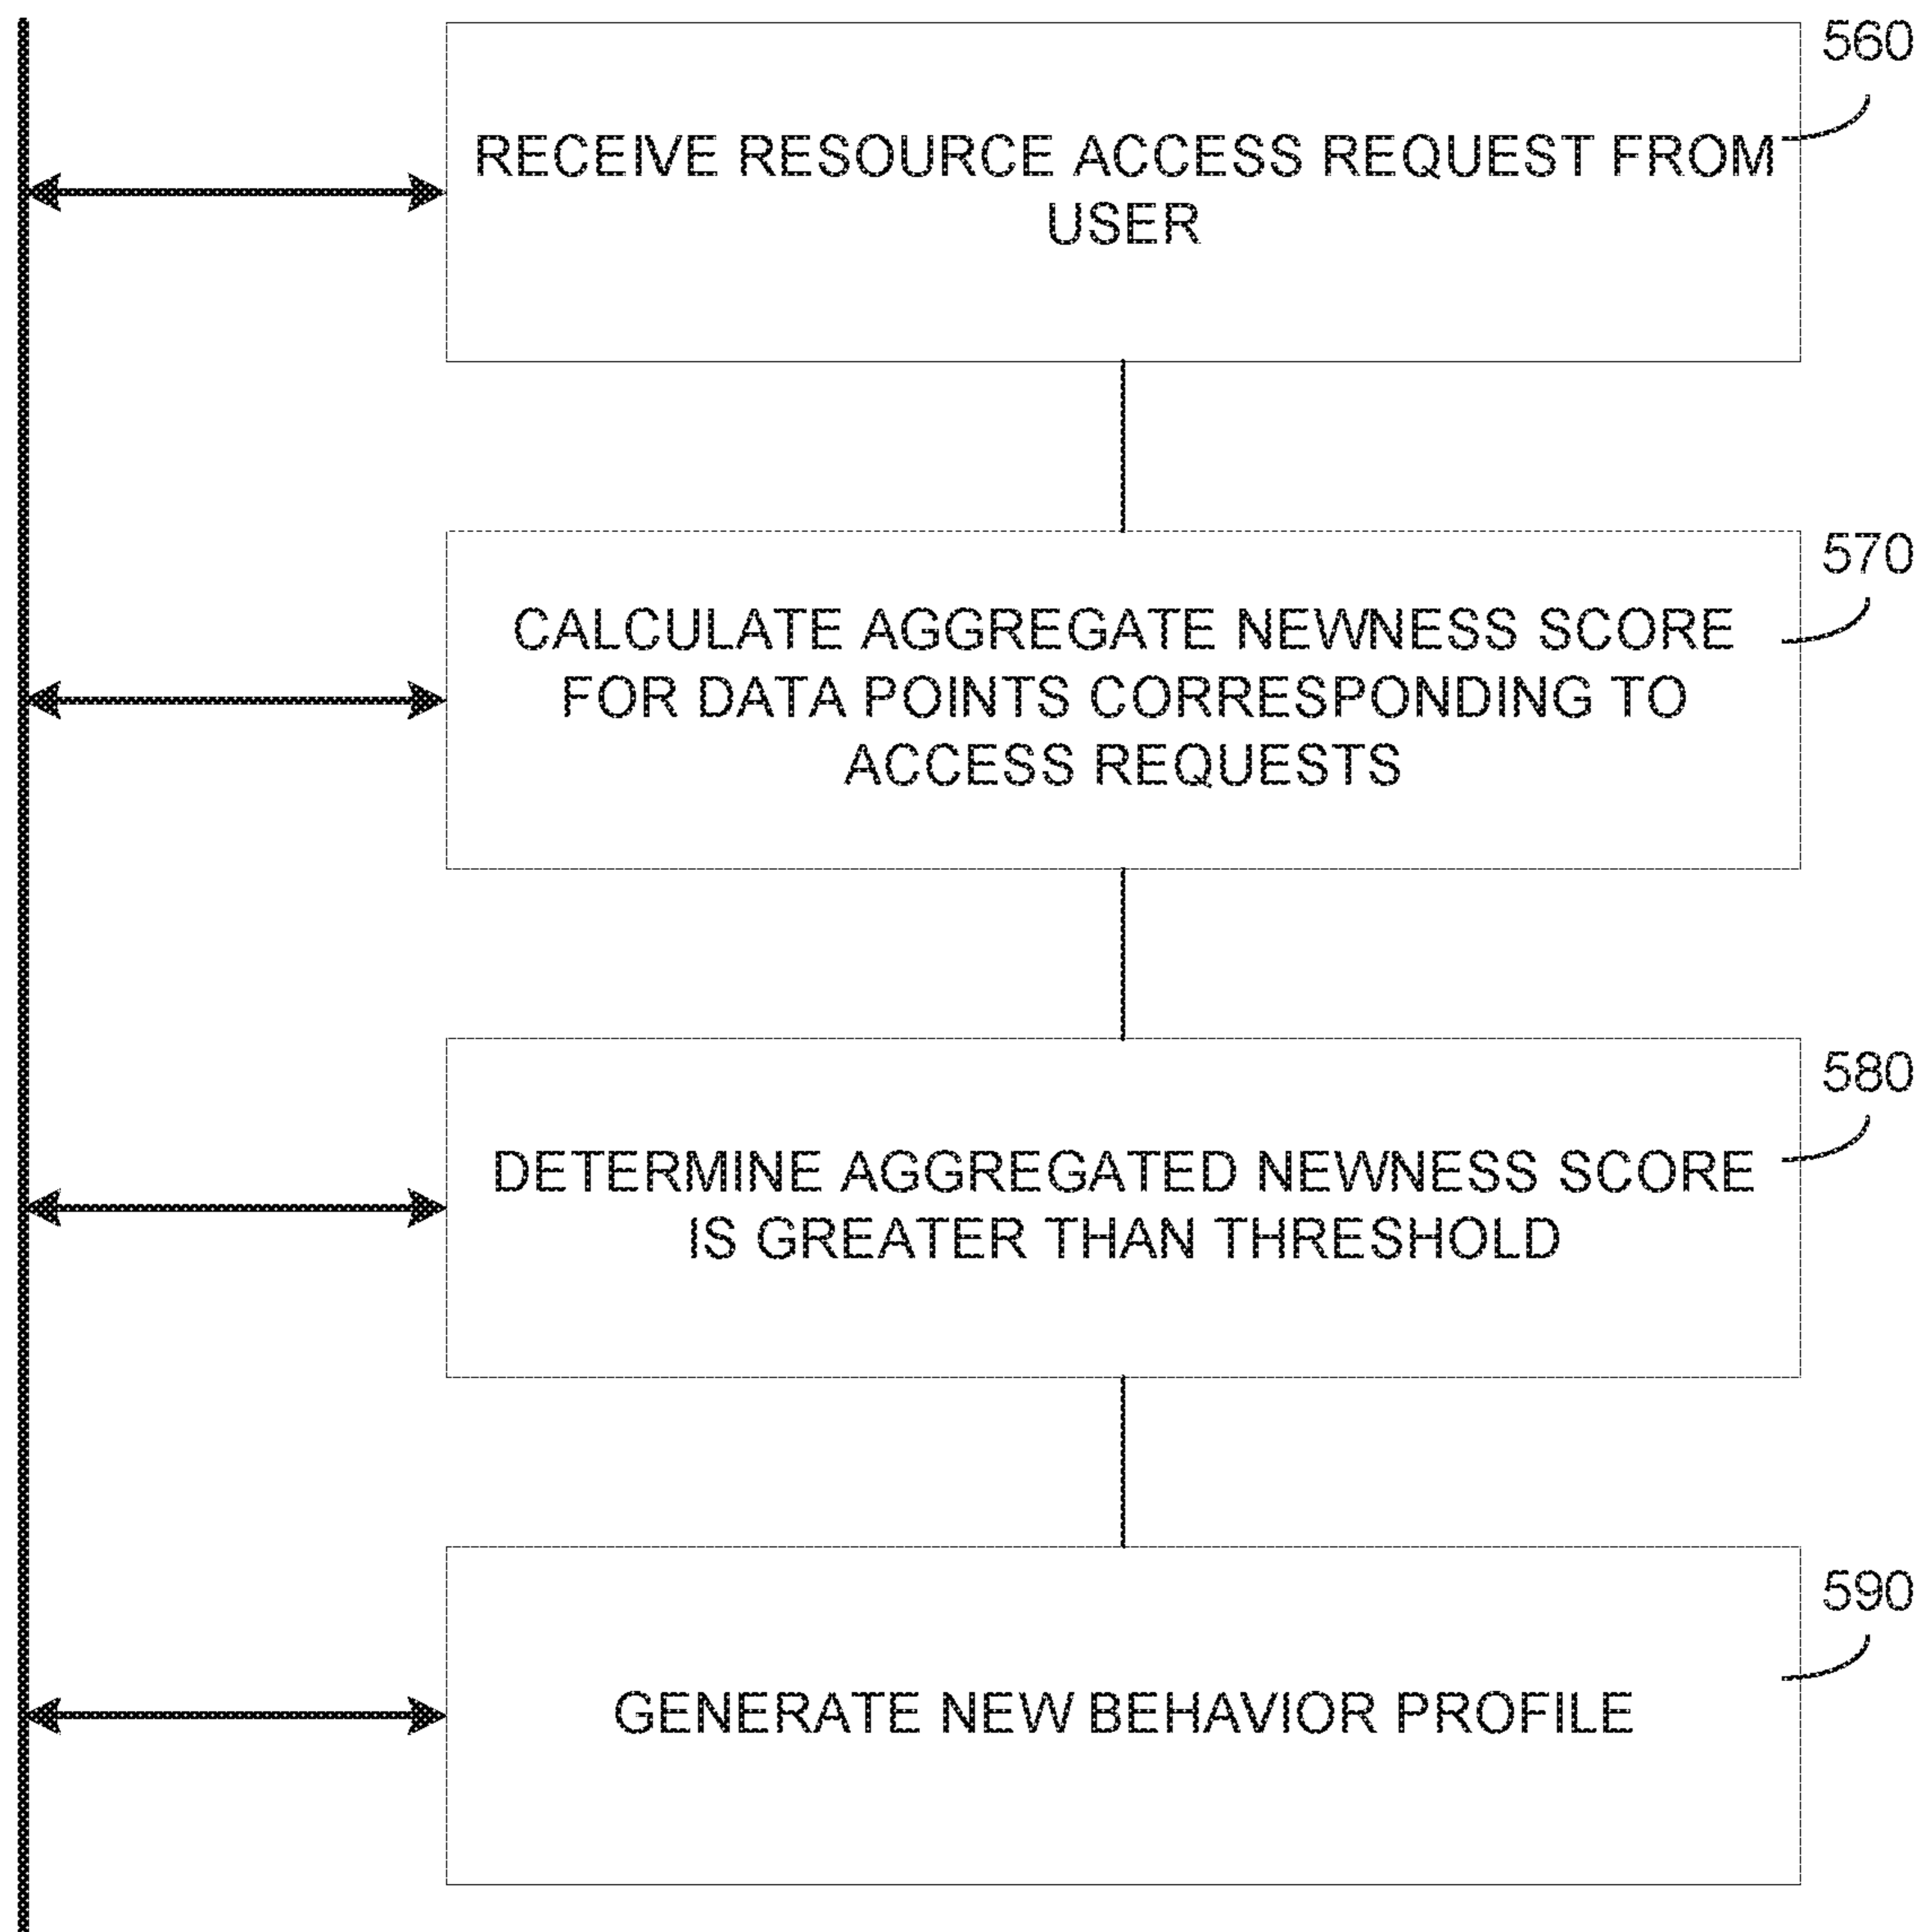 560
RECEIVE RESOURCE ACCESS REQUEST FROM
USER
570
CALCULATE AGGREGATE NEWNESS SCORE
FOR DATA POINTS CORRESPONDING TO
ACCESS REQUESTS
580
DETERMINE AGGREGATED NEWNESS SCORE
IS GREATER THAN THRESHOLD
590
GENERATE NEW BEHAVIOR PROFILE